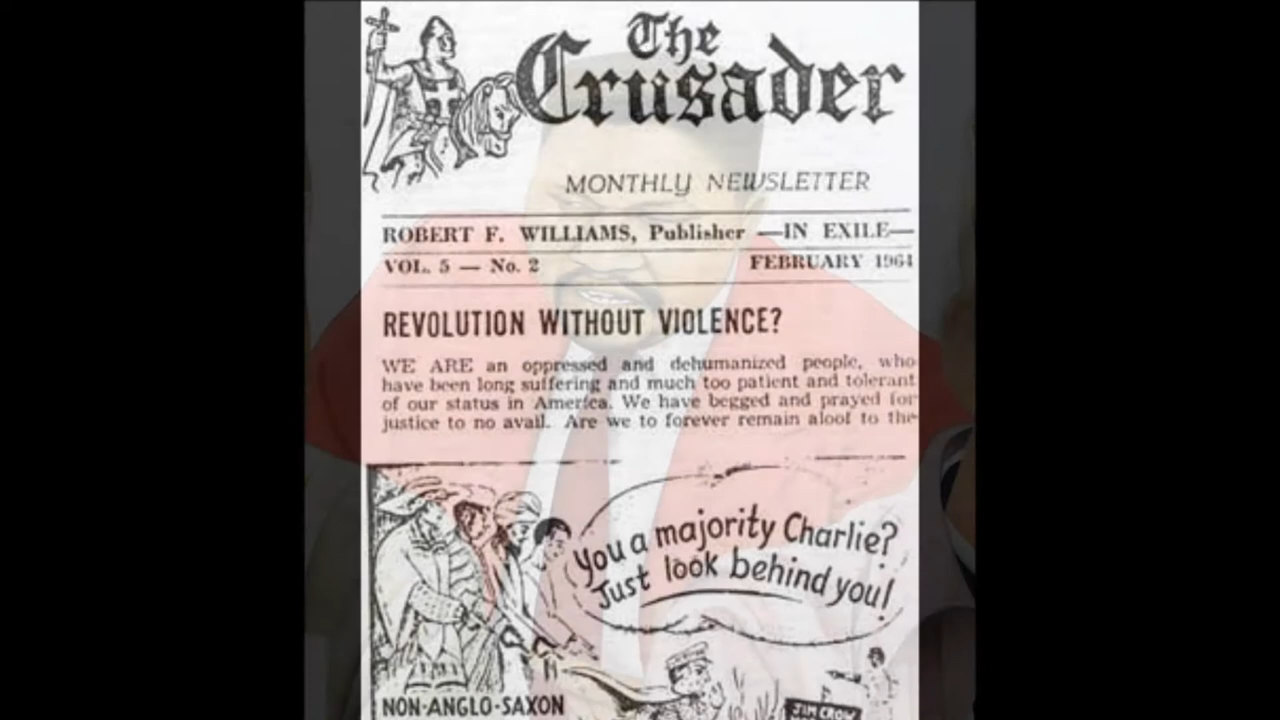 The
Crusader
MONTHLY NEWSLETTER
ROBERT F. WILLIAMS, Publisher —IN EXILE—
VOL. 5 — No. 2 FEBRUARY 1964
REVOLUTION WITHOUT VIOLENCE?
WE ARE an oppressed and dehumanized people, who
have been long suffering and much too patient and tolerant
of our status in America. We have begged and prayed for
justice to no avail. Are we to forever remain aloof to the
You a majority Charlie?
Just look behind you!
NON-ANGLO-SAXON
JIM CROW